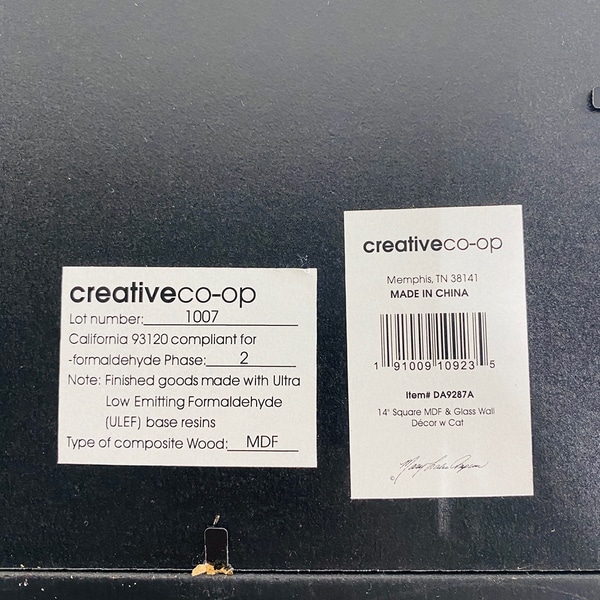 creativeco-op
Lot number: 1007
California 93120 compliant for
-formaldehyde Phase: 2
Note: Finished goods made with Ultra
Low Emitting Formaldehyde
(ULEF) base resins
Type of composite Wood: MDF
creativeco-op
Memphis, TN 38141
MADE IN CHINA
1 91009 10923 5
Item# DA9287A
14" Square MDF & Glass Wall
Décor w Cat
©